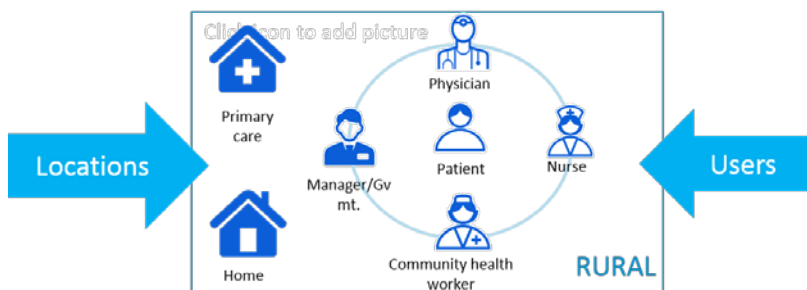 Click icon to add picture
Primary
care
Physician
Locations
Manager/Gv
mt.
Patient
Nurse
Users
Home
Community health
worker
RURAL